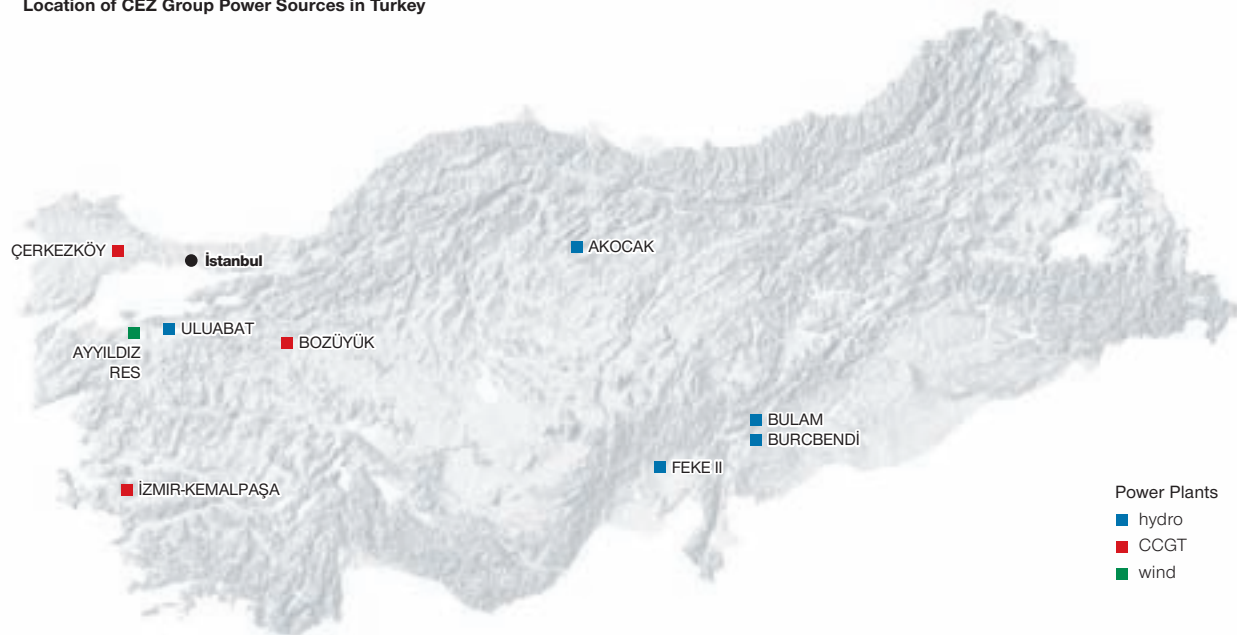 Location of CEZ Group Power Sources in Turkey
ÇERKEZKÖY
İstanbul
AKOCAK
ULUABAT
BOZÜYÜK
AYYILDIZ
RES
BULAM
BURCBENDİ
FEKE II
İZMIR-KEMALPAŞA
Power Plants
hydro
CCGT
wind